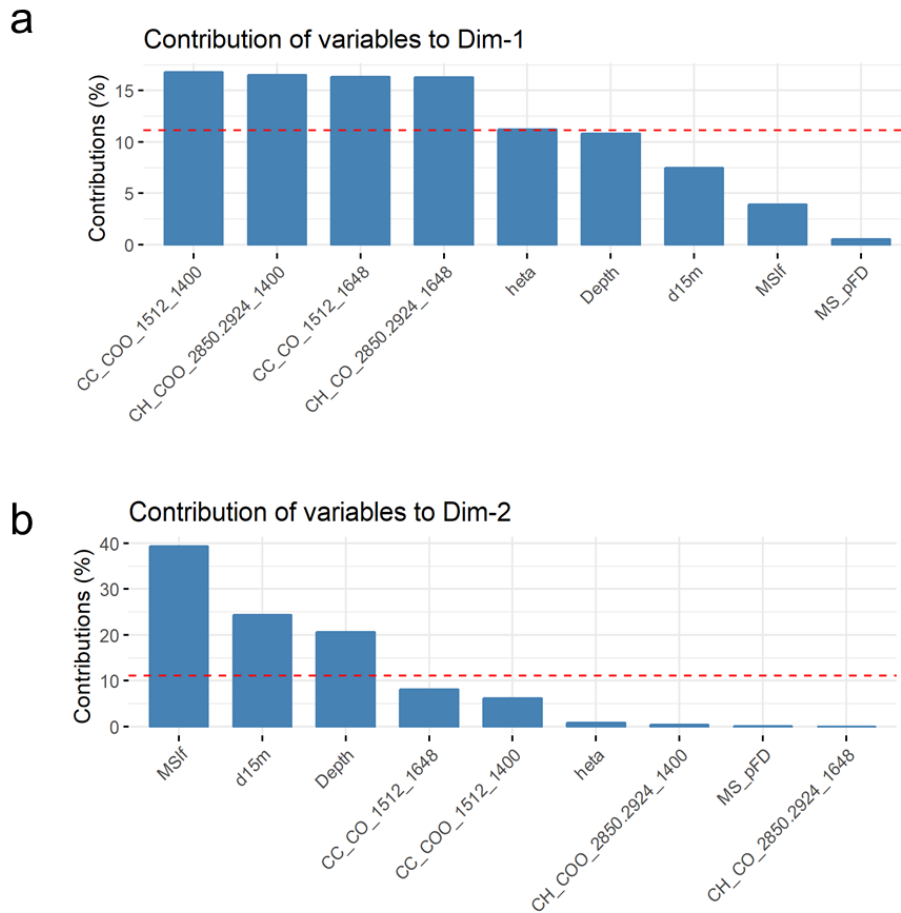 a
Contribution of variables to Dim-1
Contributions (%)
15
10
5
0
CC_COO_1512_1400
CH_COO_2850.2924_1400
CC_CO_1512_1648
CH_CO_2850.2924_1648
heta
Depth
d15m
MSlf
MS_pFD
b
Contribution of variables to Dim-2
Contributions (%)
40
30
20
10
0
MSlf
d15m
Depth
CC_CO_1512_1648
CC_COO_1512_1400
heta
CH_COO_2850.2924_1400
MS_pFD
CH_CO_2850.2924_1648